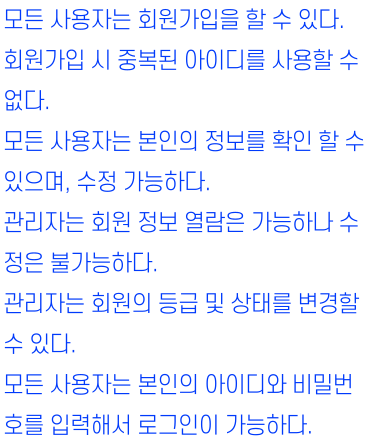 모든 사용자는 회원가입을 할 수 있다.
회원가입 시 중복된 아이디를 사용할 수
없다.
모든 사용자는 본인의 정보를 확인 할 수
있으며, 수정 가능하다.
관리자는 회원 정보 열람은 가능하나 수
정은 불가능하다.
관리자는 회원의 등급 및 상태를 변경할
수 있다.
모든 사용자는 본인의 아이디와 비밀번
호를 입력해서 로그인이 가능하다.